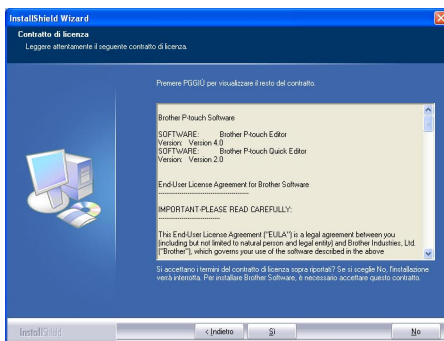 InstallShield Wizard
Contratto di licenza
Leggere attentamente il seguente contratto di licenza.
Premere PGGIÙ per visualizzare il resto del contratto.
Brother P-touch Software
SOFTWARE: Brother P-touch Editor
Version: Version 4.0
SOFTWARE: Brother P-touch Quick Editor
Version: Version 2.0
End-User License Agreement for Brother Software
--------------------------------------------
IMPORTANT-PLEASE READ CAREFULLY:
----------------------
This End-User License Agreement ("EULA") is a legal agreement between you
(including but not limited to natural person and legal entity) and Brother Industries, Ltd.
("Brother"), which governs your use of the software described in the above
Si accettano i termini del contratto di licenza sopra riportati? Se si sceglie No, l'installazione
verrà interrotta. Per installare Brother Software, è necessario accettare questo contratto.
InstallShield
< Indietro Sì No